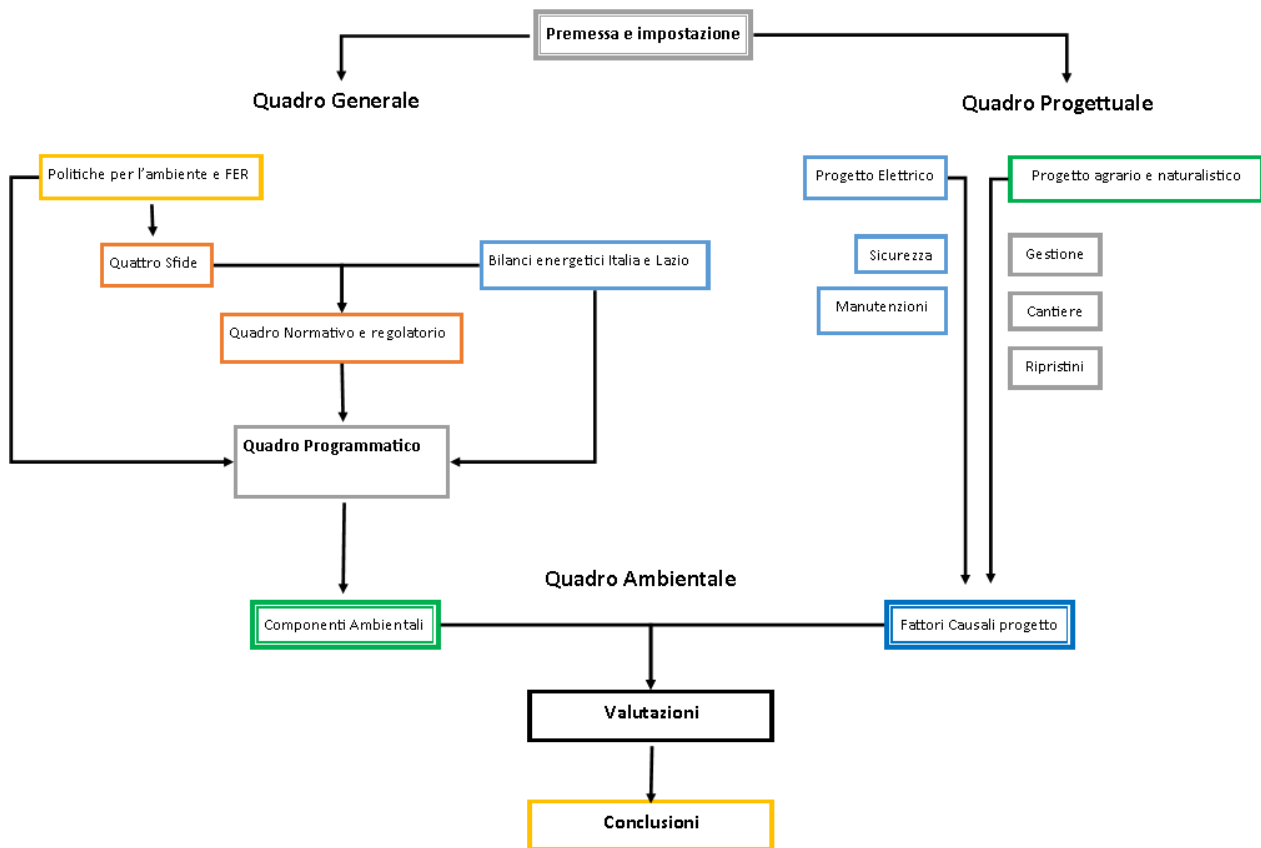 Premessa e impostazione
Quadro Generale
Quadro Progettuale
Politiche per l'ambiente e FER
Progetto Elettrico
Progetto agrario e naturalistico
Quattro Sfide
Bilanci energetici Italia e Lazio
Sicurezza
Gestione
Manutenzioni
Cantiere
Quadro Normativo e regolatorio
Ripristini
Quadro Programmatico
Quadro Ambientale
Componenti Ambientali
Fattori Causali progetto
Valutazioni
Conclusioni